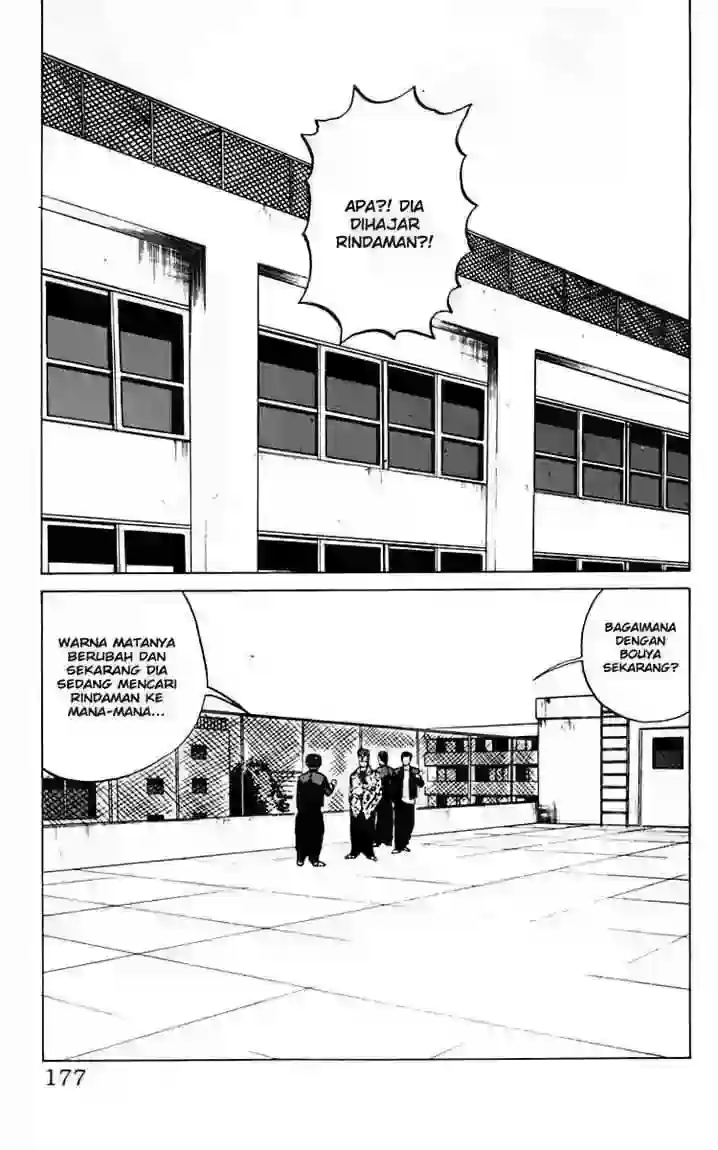 APA?! DIA
DIHAJAR
RINDAMAN?!
BAGAIMANA
DENGAN
BOUYA
SEKARANG?
WARNA MATANYA
BERUBAH DAN
SEKARANG DIA
SEDANG MENCARI
RINDAMAN KE
MANA-MANA...
177